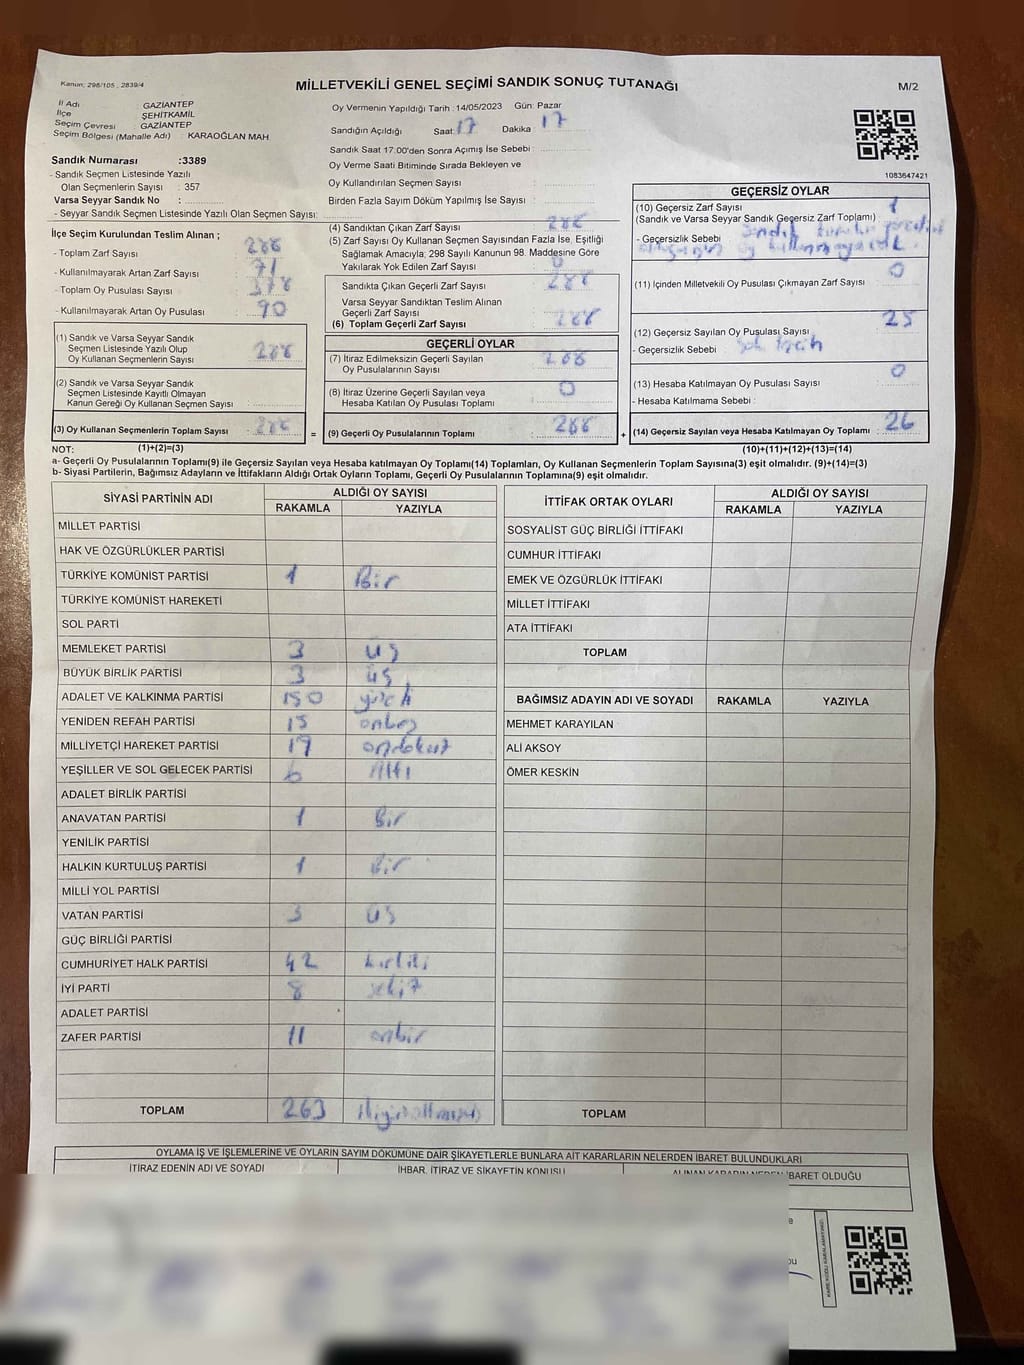 Kanun: 298/105 , 2839/4
MİLLETVEKİLİ GENEL SEÇİMİ SANDIK SONUÇ TUTANAĞI
M/2
İl Adı GAZİANTEP
İlçe ŞEHİTKAMİL
Seçim Çevresi GAZİANTEP
Seçim Bölgesi (Mahalle Adı) : KARAOĞLAN MAH
Oy Vermenin Yapıldığı Tarih :14/05/2023 Gün: Pazar
Sandığın Açıldığı Saat: 17 Dakika : 17
Sandık Saat 17:00'den Sonra Açımış İse Sebebi :
Oy Verme Saati Bitiminde Sırada Bekleyen ve
Oy Kullandırılan Seçmen Sayısı :
Birden Fazla Sayım Döküm Yapılmış İse Sayısı :
1083647421
Sandık Numarası :3389
- Sandık Seçmen Listesinde Yazılı
Olan Seçmenlerin Sayısı : 357
Varsa Seyyar Sandık No :
- Seyyar Sandık Seçmen Listesinde Yazılı Olan Seçmen Sayısı:
İlçe Seçim Kurulundan Teslim Alınan ;
- Toplam Zarf Sayısı : 288
- Kullanılmayarak Artan Zarf Sayısı : 71
- Toplam Oy Pusulası Sayısı : 378
- Kullanılmayarak Artan Oy Pusulası : 90
(1) Sandık ve Varsa Seyyar Sandık
Seçmen Listesinde Yazılı Olup
Oy Kullanan Seçmenlerin Sayısı : 288
(2) Sandık ve Varsa Seyyar Sandık
Seçmen Listesinde Kayıtlı Olmayan
Kanun Gereği Oy Kullanan Seçmen Sayısı :
(3) Oy Kullanan Seçmenlerin Toplam Sayısı : 288
(4) Sandıktan Çıkan Zarf Sayısı : 288
(5) Zarf Sayısı Oy Kullanan Seçmen Sayısından Fazla İse, Eşitliği
Sağlamak Amacıyla; 298 Sayılı Kanunun 98. Maddesine Göre
Yakılarak Yok Edilen Zarf Sayısı : 0
Sandıkta Çıkan Geçerli Zarf Sayısı : 288
Varsa Seyyar Sandıktan Teslim Alınan
Geçerli Zarf Sayısı :
(6) Toplam Geçerli Zarf Sayısı : 288
GEÇERLİ OYLAR
(7) İtiraz Edilmeksizin Geçerli Sayılan
Oy Pusulalarının Sayısı : 288
(8) İtiraz Üzerine Geçerli Sayılan veya
Hesaba Katılan Oy Pusulası Toplamı : 0
= (9) Geçerli Oy Pusulalarının Toplamı : 288 +
GEÇERSİZ OYLAR
(10) Geçersiz Zarf Sayısı : 1
(Sandık ve Varsa Seyyar Sandık Geçersiz Zarf Toplamı)
- Geçersizlik Sebebi : Sandık
oy
(11) İçinden Milletvekili Oy Pusulası Çıkmayan Zarf Sayısı : 0
(12) Geçersiz Sayılan Oy Pusulası Sayısı : 25
- Geçersizlik Sebebi :
(13) Hesaba Katılmayan Oy Pusulası Sayısı : 0
- Hesaba Katılmama Sebebi :
(14) Geçersiz Sayılan veya Hesaba Katılmayan Oy Toplamı : 26
NOT: (1)+(2)=(3) (10)+(11)+(12)+(13)=(14)
a- Geçerli Oy Pusulalarının Toplamı(9) ile Geçersiz Sayılan veya Hesaba katılmayan Oy Toplamı(14) Toplamları, Oy Kullanan Seçmenlerin Toplam Sayısına(3) eşit olmalıdır. (9)+(14)=(3)
b- Siyasi Partilerin, Bağımsız Adayların ve İttifakların Aldığı Ortak Oyların Toplamı, Geçerli Oy Pusulalarının Toplamına(9) eşit olmalıdır.
SİYASİ PARTİNİN ADI ALDIĞI OY SAYISI
RAKAMLA YAZIYLA
MİLLET PARTİSİ
HAK VE ÖZGÜRLÜKLER PARTİSİ
TÜRKİYE KOMÜNİST PARTİSİ 1 Bir
TÜRKİYE KOMÜNİST HAREKETİ
SOL PARTİ
MEMLEKET PARTİSİ 3 üç
BÜYÜK BİRLİK PARTİSİ 3 üç
ADALET VE KALKINMA PARTİSİ 150
YENİDEN REFAH PARTİSİ 15 onbeş
MİLLİYETÇİ HAREKET PARTİSİ 19 ondokuz
YEŞİLLER VE SOL GELECEK PARTİSİ 6 Altı
ADALET BİRLİK PARTİSİ
ANAVATAN PARTİSİ 1 Bir
YENİLİK PARTİSİ
HALKIN KURTULUŞ PARTİSİ 1 Bir
MİLLİ YOL PARTİSİ
VATAN PARTİSİ 3 üç
GÜÇ BİRLİĞİ PARTİSİ
CUMHURİYET HALK PARTİSİ 42 kırkiki
İYİ PARTİ 8 sekiz
ADALET PARTİSİ
ZAFER PARTİSİ 11 onbir
TOPLAM 263
İTTİFAK ORTAK OYLARI ALDIĞI OY SAYISI
RAKAMLA YAZIYLA
SOSYALİST GÜÇ BİRLİĞİ İTTİFAKI
CUMHUR İTTİFAKI
EMEK VE ÖZGÜRLÜK İTTİFAKI
MİLLET İTTİFAKI
ATA İTTİFAKI
TOPLAM
BAĞIMSIZ ADAYIN ADI VE SOYADI RAKAMLA YAZIYLA
MEHMET KARAYILAN
ALİ AKSOY
ÖMER KESKİN
TOPLAM
OYLAMA İŞ VE İŞLEMLERİNE VE OYLARIN SAYIM DÖKÜMÜNE DAİR ŞİKAYETLERLE BUNLARA AİT KARARLARIN NELERDEN İBARET BULUNDUKLARI
İTİRAZ EDENİN ADI VE SOYADI İHBAR, İTİRAZ VE ŞİKAYETİN KONUSU ALINAN KARARIN NEDEN İBARET OLDUĞU